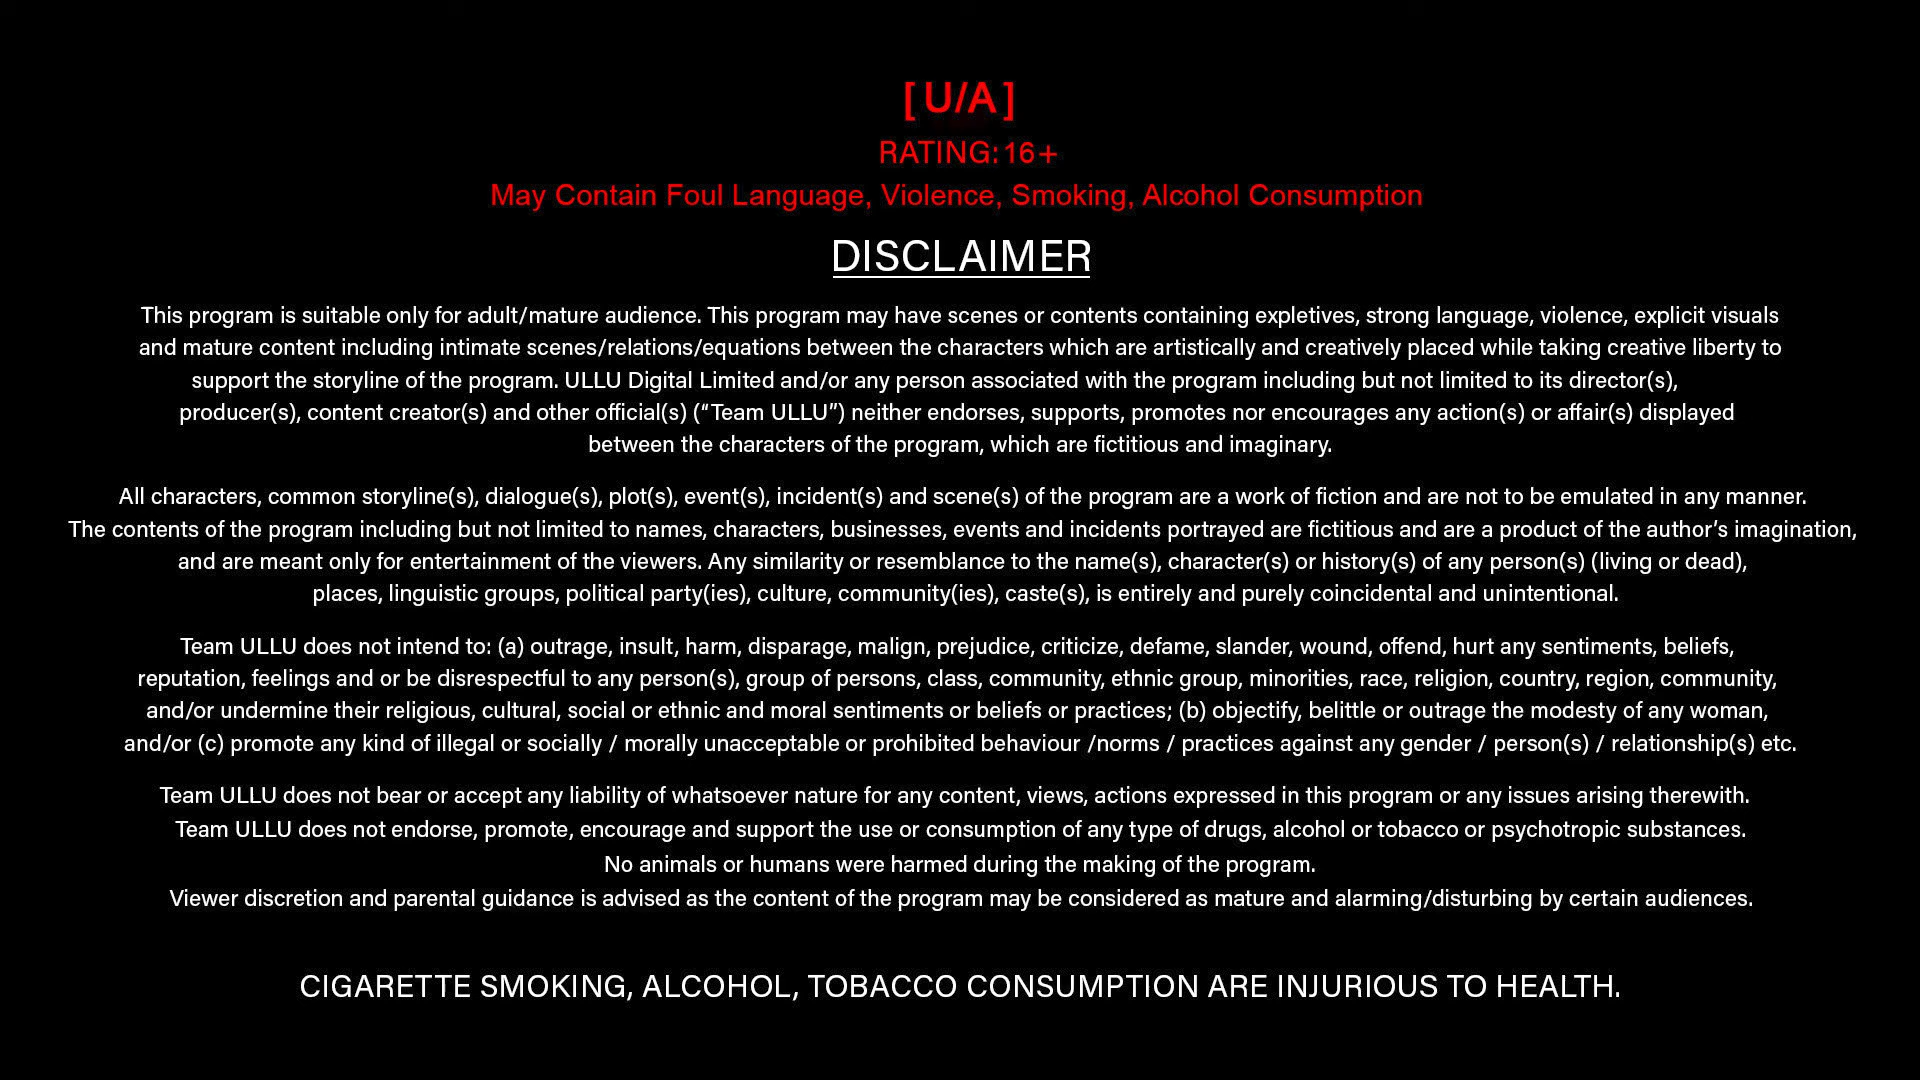 [U/A]
RATING:16+
May Contain Foul Language, Violence, Smoking, Alcohol Consumption
DISCLAIMER
This program is suitable only for adult/mature audience. This program may have scenes or contents containing expletives, strong language, violence, explicit visuals
and mature content including intimate scenes/relations/equations between the characters which are artistically and creatively placed while taking creative liberty to
support the storyline of the program. ULLU Digital Limited and/or any person associated with the program including but not limited to its director(s),
producer(s), content creator(s) and other official(s) (“Team ULLU”) neither endorses, supports, promotes nor encourages any action(s) or affair(s) displayed
between the characters of the program, which are fictitious and imaginary.
All characters, common storyline(s), dialogue(s), plot(s), event(s), incident(s) and scene(s) of the program are a work of fiction and are not to be emulated in any manner.
The contents of the program including but not limited to names, characters, businesses, events and incidents portrayed are fictitious and are a product of the author’s imagination,
and are meant only for entertainment of the viewers. Any similarity or resemblance to the name(s), character(s) or history(s) of any person(s) (living or dead),
places, linguistic groups, political party(ies), culture, community(ies), caste(s), is entirely and purely coincidental and unintentional.
Team ULLU does not intend to: (a) outrage, insult, harm, disparage, malign, prejudice, criticize, defame, slander, wound, offend, hurt any sentiments, beliefs,
reputation, feelings and or be disrespectful to any person(s), group of persons, class, community, ethnic group, minorities, race, religion, country, region, community,
and/or undermine their religious, cultural, social or ethnic and moral sentiments or beliefs or practices; (b) objectify, belittle or outrage the modesty of any woman,
and/or (c) promote any kind of illegal or socially / morally unacceptable or prohibited behaviour /norms / practices against any gender / person(s) / relationship(s) etc.
Team ULLU does not bear or accept any liability of whatsoever nature for any content, views, actions expressed in this program or any issues arising therewith.
Team ULLU does not endorse, promote, encourage and support the use or consumption of any type of drugs, alcohol or tobacco or psychotropic substances.
No animals or humans were harmed during the making of the program.
Viewer discretion and parental guidance is advised as the content of the program may be considered as mature and alarming/disturbing by certain audiences.
CIGARETTE SMOKING, ALCOHOL, TOBACCO CONSUMPTION ARE INJURIOUS TO HEALTH.